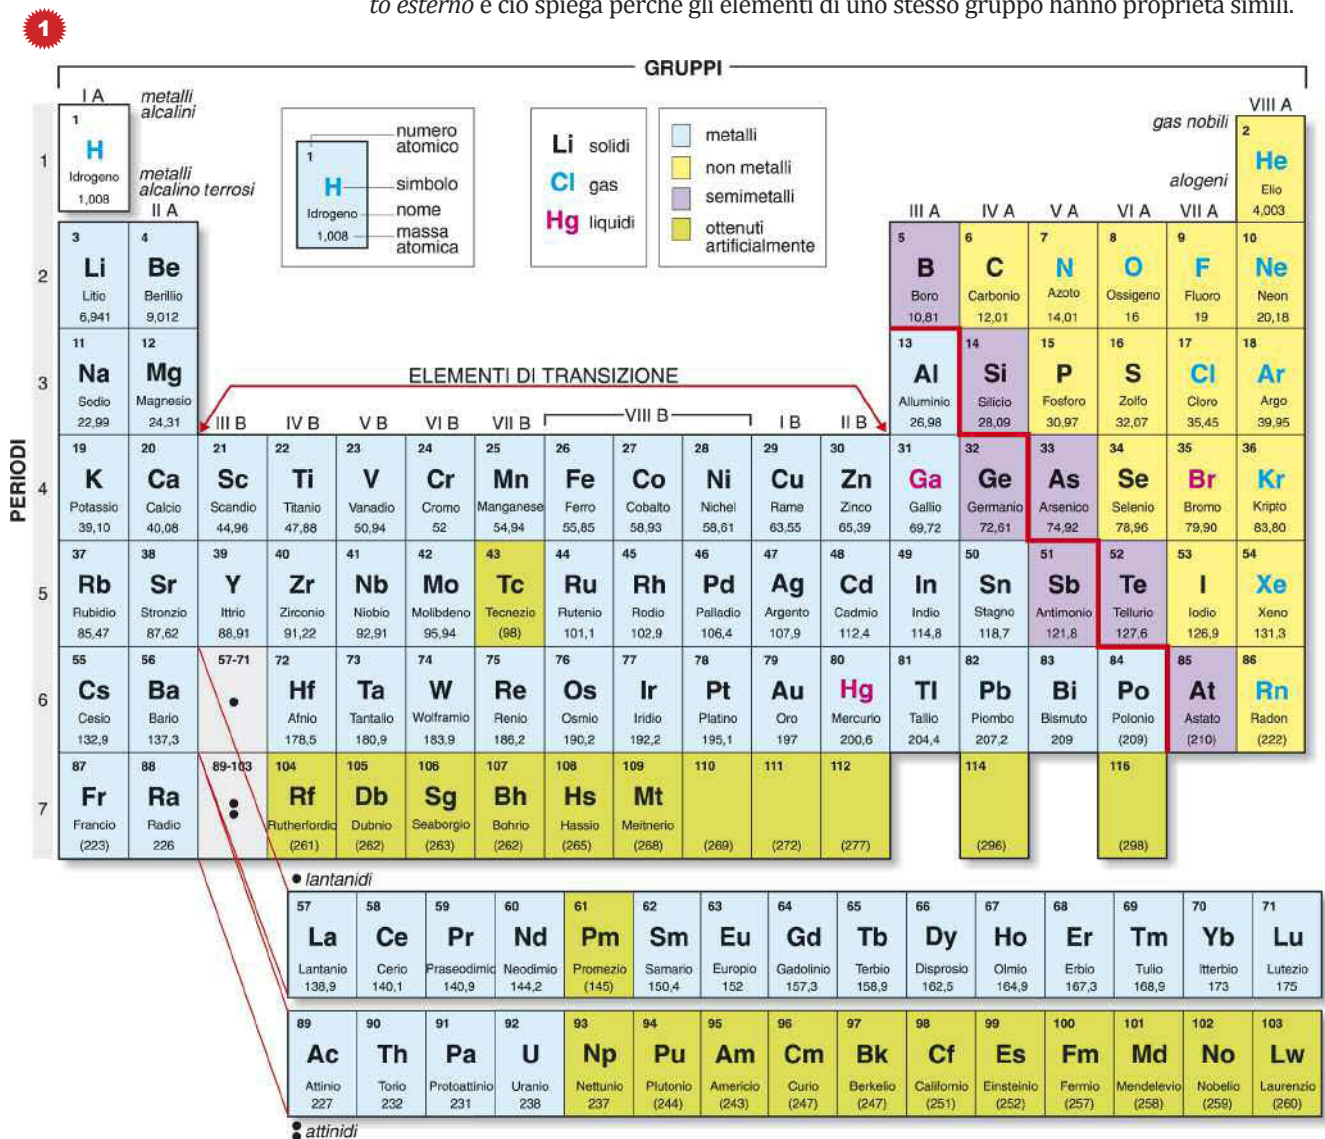 to esterno e ciò spiega perché gli elementi di uno stesso gruppo hanno proprietà simili.
1
GRUPPI
I A metalli alcalini
VIII A
gas nobili
1 H Idrogeno 1,008
metalli alcalino terrosi
II A
numero atomico
simbolo
nome
massa atomica
1 H Idrogeno 1,008
Li solidi
Cl gas
Hg liquidi
metalli
non metalli
semimetalli
ottenuti artificialmente
alogeni
III A IV A V A VI A VII A
2 He Elio 4,003
PERIODI
1
2
3 Li Litio 6,941
4 Be Berillio 9,012
5 B Boro 10,81
6 C Carbonio 12,01
7 N Azoto 14,01
8 O Ossigeno 16
9 F Fluoro 19
10 Ne Neon 20,18
3
11 Na Sodio 22,99
12 Mg Magnesio 24,31
ELEMENTI DI TRANSIZIONE
III B IV B V B VI B VII B VIII B I B II B
13 Al Alluminio 26,98
14 Si Silicio 28,09
15 P Fosforo 30,97
16 S Zolfo 32,07
17 Cl Cloro 35,45
18 Ar Argo 39,95
4
19 K Potassio 39,10
20 Ca Calcio 40,08
21 Sc Scandio 44,96
22 Ti Titanio 47,88
23 V Vanadio 50,94
24 Cr Cromo 52
25 Mn Manganese 54,94
26 Fe Ferro 55,85
27 Co Cobalto 58,93
28 Ni Nichel 58,61
29 Cu Rame 63,55
30 Zn Zinco 65,39
31 Ga Gallio 69,72
32 Ge Germanio 72,61
33 As Arsenico 74,92
34 Se Selenio 78,96
35 Br Bromo 79,90
36 Kr Kripto 83,80
5
37 Rb Rubidio 85,47
38 Sr Stronzio 87,62
39 Y Ittrio 88,91
40 Zr Zirconio 91,22
41 Nb Niobio 92,91
42 Mo Molibdeno 95,94
43 Tc Tecnezio (98)
44 Ru Rutenio 101,1
45 Rh Rodio 102,9
46 Pd Palladio 106,4
47 Ag Argento 107,9
48 Cd Cadmio 112,4
49 In Indio 114,8
50 Sn Stagno 118,7
51 Sb Antimonio 121,8
52 Te Tellurio 127,6
53 I Iodio 126,9
54 Xe Xeno 131,3
6
55 Cs Cesio 132,9
56 Ba Bario 137,3
57-71
72 Hf Afnio 178,5
73 Ta Tantalio 180,9
74 W Wolframio 183,9
75 Re Renio 186,2
76 Os Osmio 190,2
77 Ir Iridio 192,2
78 Pt Platino 195,1
79 Au Oro 197
80 Hg Mercurio 200,6
81 Tl Tallio 204,4
82 Pb Piombo 207,2
83 Bi Bismuto 209
84 Po Polonio (209)
85 At Astato (210)
86 Rn Radon (222)
7
87 Fr Francio (223)
88 Ra Radio 226
89-103
104 Rf Rutherfordio (261)
105 Db Dubnio (262)
106 Sg Seaborgio (263)
107 Bh Bohrio (262)
108 Hs Hassio (265)
109 Mt Meitnerio (268)
110 (269)
111 (272)
112 (277)
114 (296)
116 (298)
lantanidi
57 La Lantanio 138,9
58 Ce Cerio 140,1
59 Pr Praseodimio 140,9
60 Nd Neodimio 144,2
61 Pm Promezio (145)
62 Sm Samario 150,4
63 Eu Europio 152
64 Gd Gadolinio 157,3
65 Tb Terbio 158,9
66 Dy Disprosio 162,5
67 Ho Olmio 164,9
68 Er Erbio 167,3
69 Tm Tulio 168,9
70 Yb Itterbio 173
71 Lu Lutezio 175
89 Ac Attinio 227
90 Th Torio 232
91 Pa Protoattinio 231
92 U Uranio 238
93 Np Nettunio 237
94 Pu Plutonio (244)
95 Am Americio (243)
96 Cm Curio (247)
97 Bk Berkelio (247)
98 Cf Californio (251)
99 Es Einsteinio (252)
100 Fm Fermio (257)
101 Md Mendelevio (258)
102 No Nobelio (259)
103 Lw Laurenzio (260)
attinidi